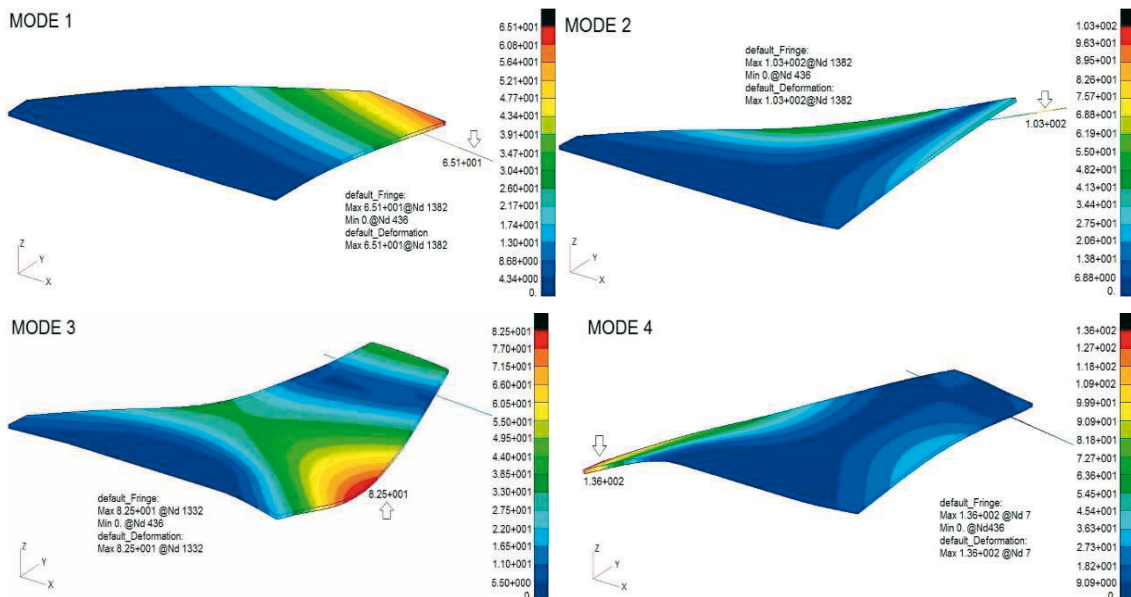 MODE 1
6.51+001
6.08+001
5.64+001
5.21+001
4.77+001
4.34+001
3.91+001
3.47+001
3.04+001
2.60+001
2.17+001
1.74+001
1.30+001
8.68+000
4.34+000
0.
6.51+001
default_Fringe:
Max 6.51+001@Nd 1382
Min 0.@Nd 436
default_Deformation
Max 6.51+001@Nd 1382
Z
Y
X
MODE 2
default_Fringe:
Max 1.03+002@Nd 1382
Min 0.@Nd 436
default_Deformation:
Max 1.03+002@Nd 1382
1.03+002
1.03+002
9.63+001
8.95+001
8.26+001
7.57+001
6.88+001
6.19+001
5.50+001
4.82+001
4.13+001
3.44+001
2.75+001
2.06+001
1.38+001
6.88+000
0.
Z
Y
X
MODE 3
8.25+001
7.70+001
7.15+001
6.60+001
6.05+001
5.50+001
4.95+001
4.40+001
3.85+001
3.30+001
2.75+001
2.20+001
1.65+001
1.10+001
5.50+000
0
8.25+001
default_Fringe:
Max 8.25+001 @Nd 1332
Min 0. @Nd 436
default_Deformation:
Max 8.25+001 @Nd 1332
Z
Y
X
MODE 4
1.36+002
1.27+002
1.18+002
1.09+002
9.99+001
9.09+001
8.18+001
7.27+001
6.36+001
5.45+001
4.54+001
3.63+001
2.73+001
1.82+001
9.09+000
0.
1.36+002
default_Fringe:
Max 1.36+002 @Nd 7
Min 0. @Nd436
default_Deformation:
Max 1.36+002 @Nd 7
Z
Y
X